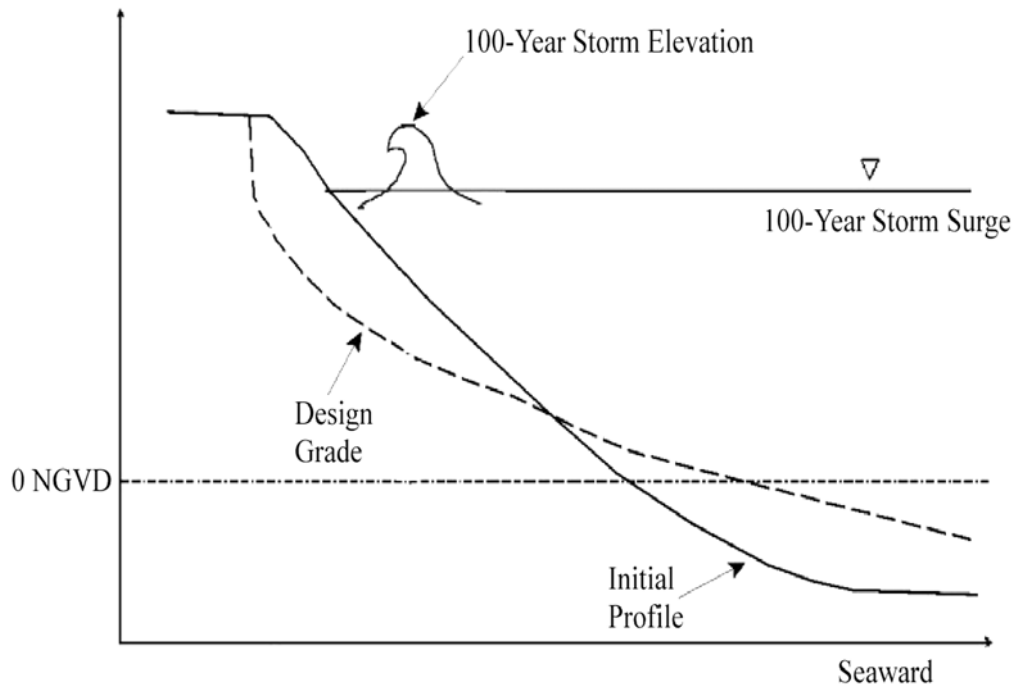 100-Year Storm Elevation
100-Year Storm Surge
Design
Grade
0 NGVD
Initial
Profile
Seaward